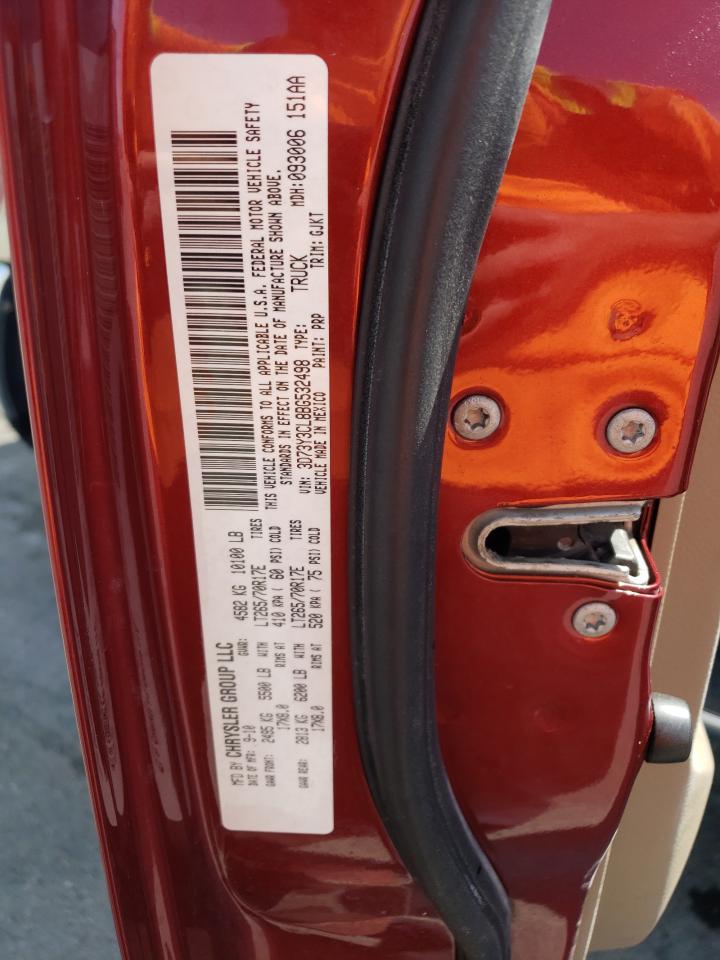 MFD BY CHRYSLER GROUP LLC
DATE OF MFR: 9-10 GVWR: 4582 KG 10100 LB
GAWR FRONT: 2495 KG 5500 LB WITH LT265/70R17E TIRES
17X8.0 RIMS AT 410 KPA ( 60 PSI) COLD
GAWR REAR: 2813 KG 6200 LB WITH LT265/70R17E TIRES
17X8.0 RIMS AT 520 KPA ( 75 PSI) COLD
THIS VEHICLE CONFORMS TO ALL APPLICABLE U.S.A. FEDERAL MOTOR VEHICLE SAFETY
STANDARDS IN EFFECT ON THE DATE OF MANUFACTURE SHOWN ABOVE.
VIN: 3D73Y3CL8BG532498 TYPE: TRUCK MDH:093006 151AA
VEHICLE MADE IN MEXICO PAINT: PRP TRIM: GJKT